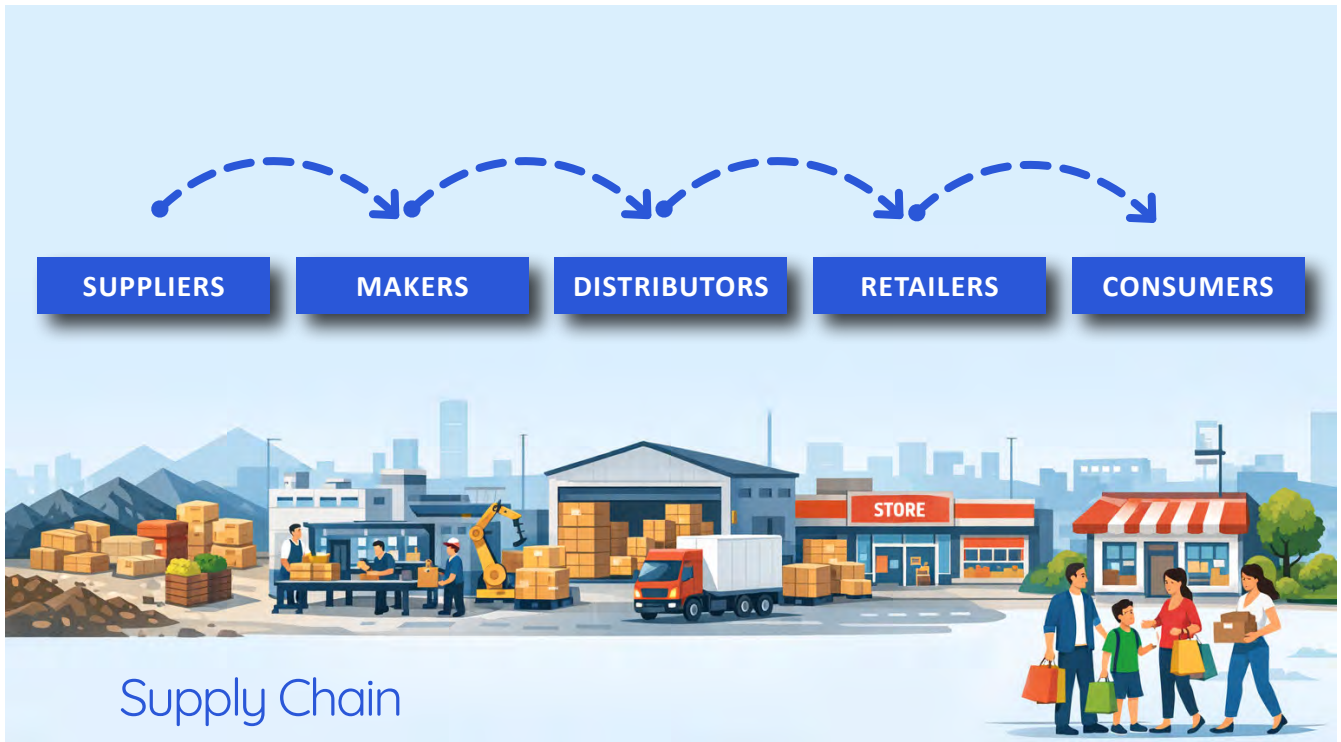 SUPPLIERS
MAKERS
DISTRIBUTORS
RETAILERS
CONSUMERS
STORE
Supply Chain